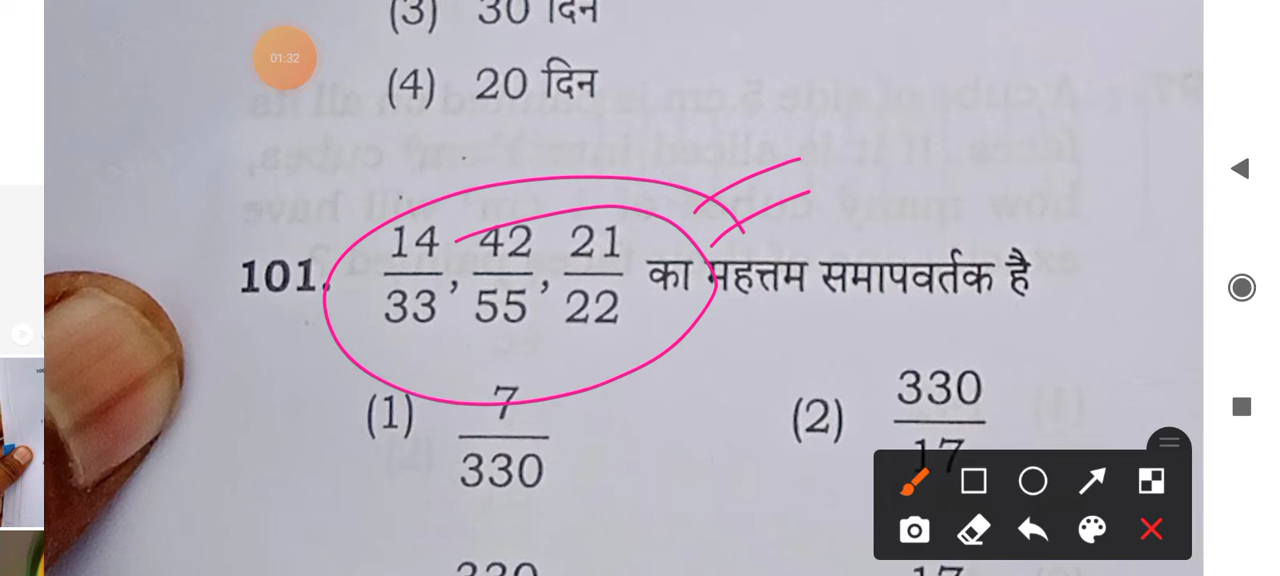 (3) 30 दिन
01:32
(4) 20 दिन
101. 14/33, 42/55, 21/22 का महत्तम समापवर्तक है
(1) 7/330 (2) 330/17